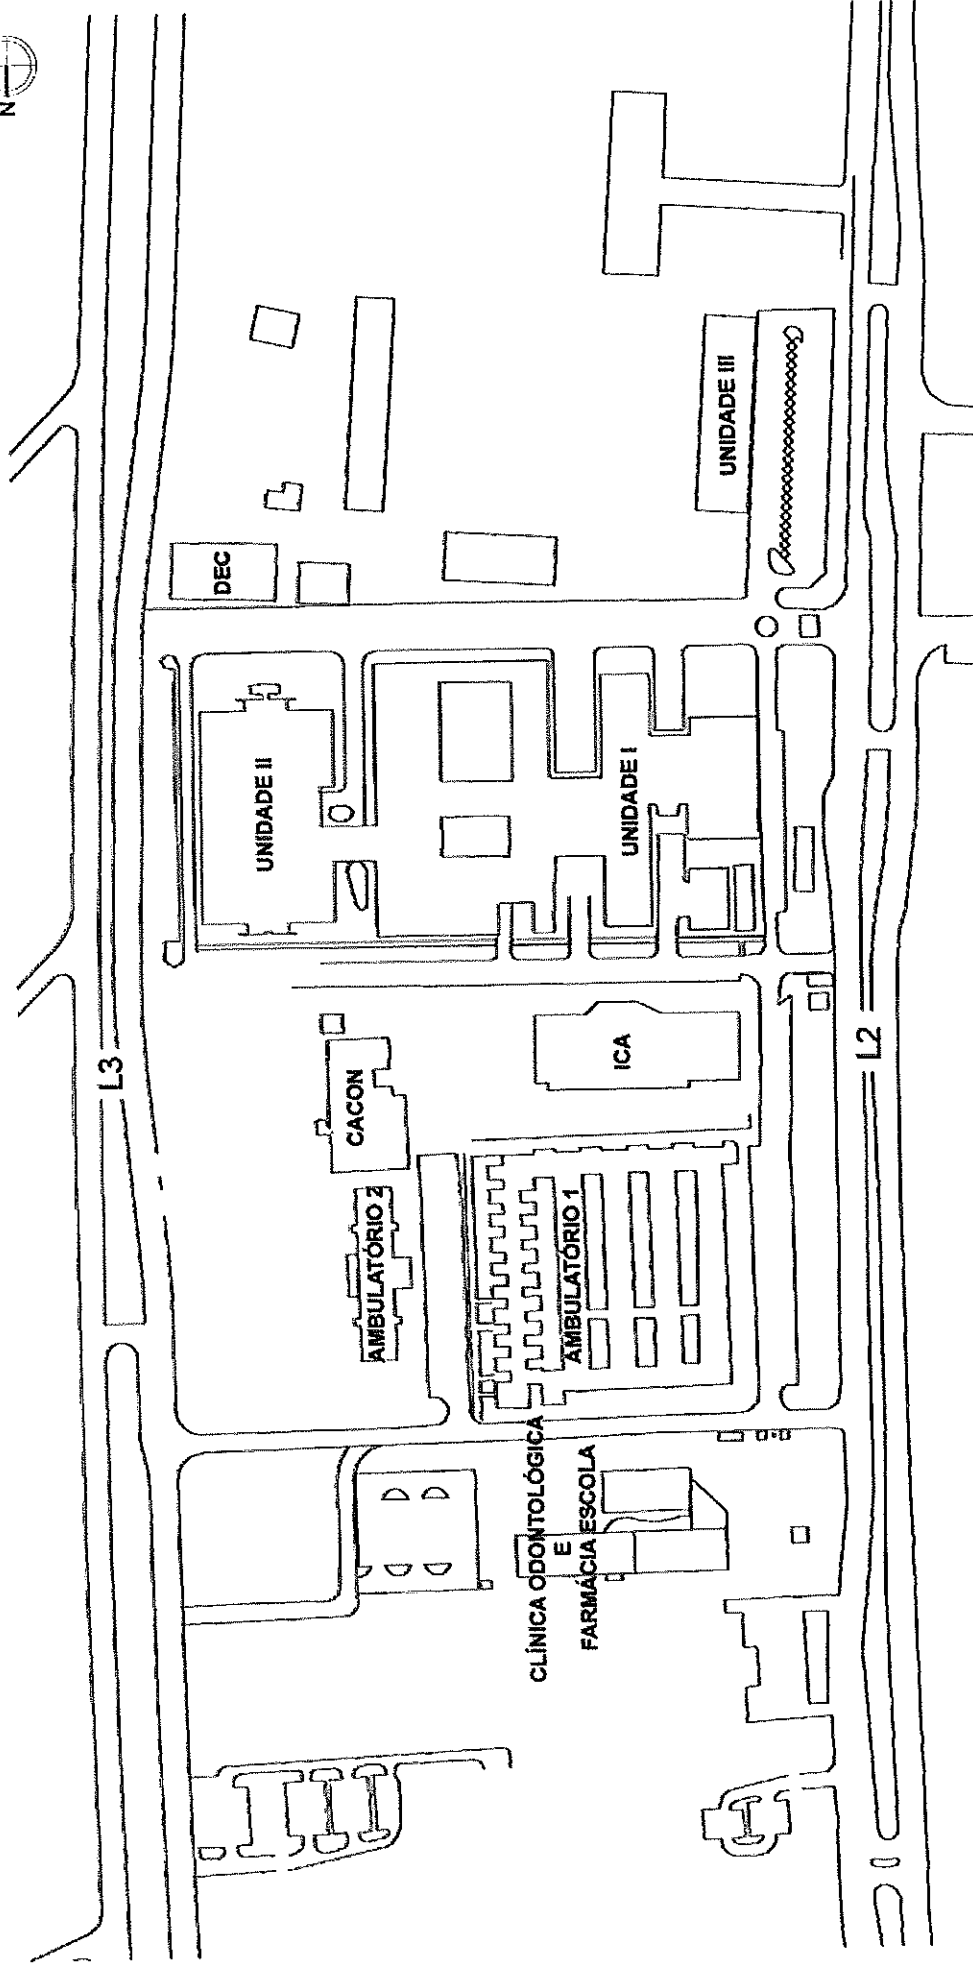 N
L3
DEC
UNIDADE II
UNIDADE III
UNIDADE I
CACON
ICA
L2
AMBULATÓRIO 2
AMBULATÓRIO 1
CLÍNICA ODONTOLÓGICA
E
FARMÁCIA ESCOLA